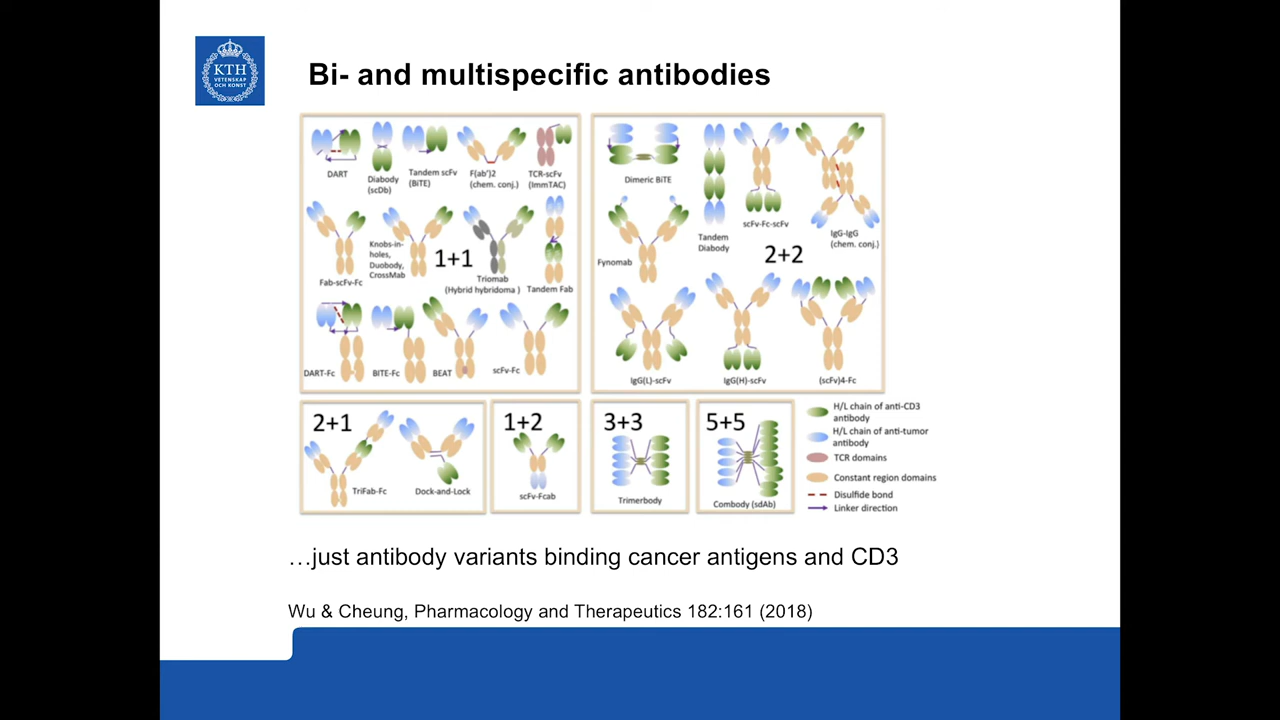 KTH
VETENSKAP
OCH KONST
Bi- and multispecific antibodies
DART
Diabody
(scDb)
Tandem scFv
(BiTE)
F(ab')2
(chem. conj.)
TCR-scFv
(ImmTAC)
Fab-scFv-Fc
Knobs-in-
holes,
Duobody,
CrossMab
1+1
Triomab
(Hybrid hybridoma )
Tandem Fab
DART-Fc
BITE-Fc
BEAT
scFv-Fc
Dimeric BiTE
Tandem
Diabody
scFv-Fc-scFv
IgG-IgG
(chem. conj.)
Fynomab
2+2
IgG(L)-scFv
IgG(H)-scFv
(scFv)4-Fc
2+1
TriFab-Fc
Dock-and-Lock
1+2
scFv-Fcab
3+3
Trimerbody
5+5
Combody (sdAb)
H/L chain of anti-CD3
antibody
H/L chain of anti-tumor
antibody
TCR domains
Constant region domains
Disulfide bond
Linker direction
...just antibody variants binding cancer antigens and CD3
Wu & Cheung, Pharmacology and Therapeutics 182:161 (2018)